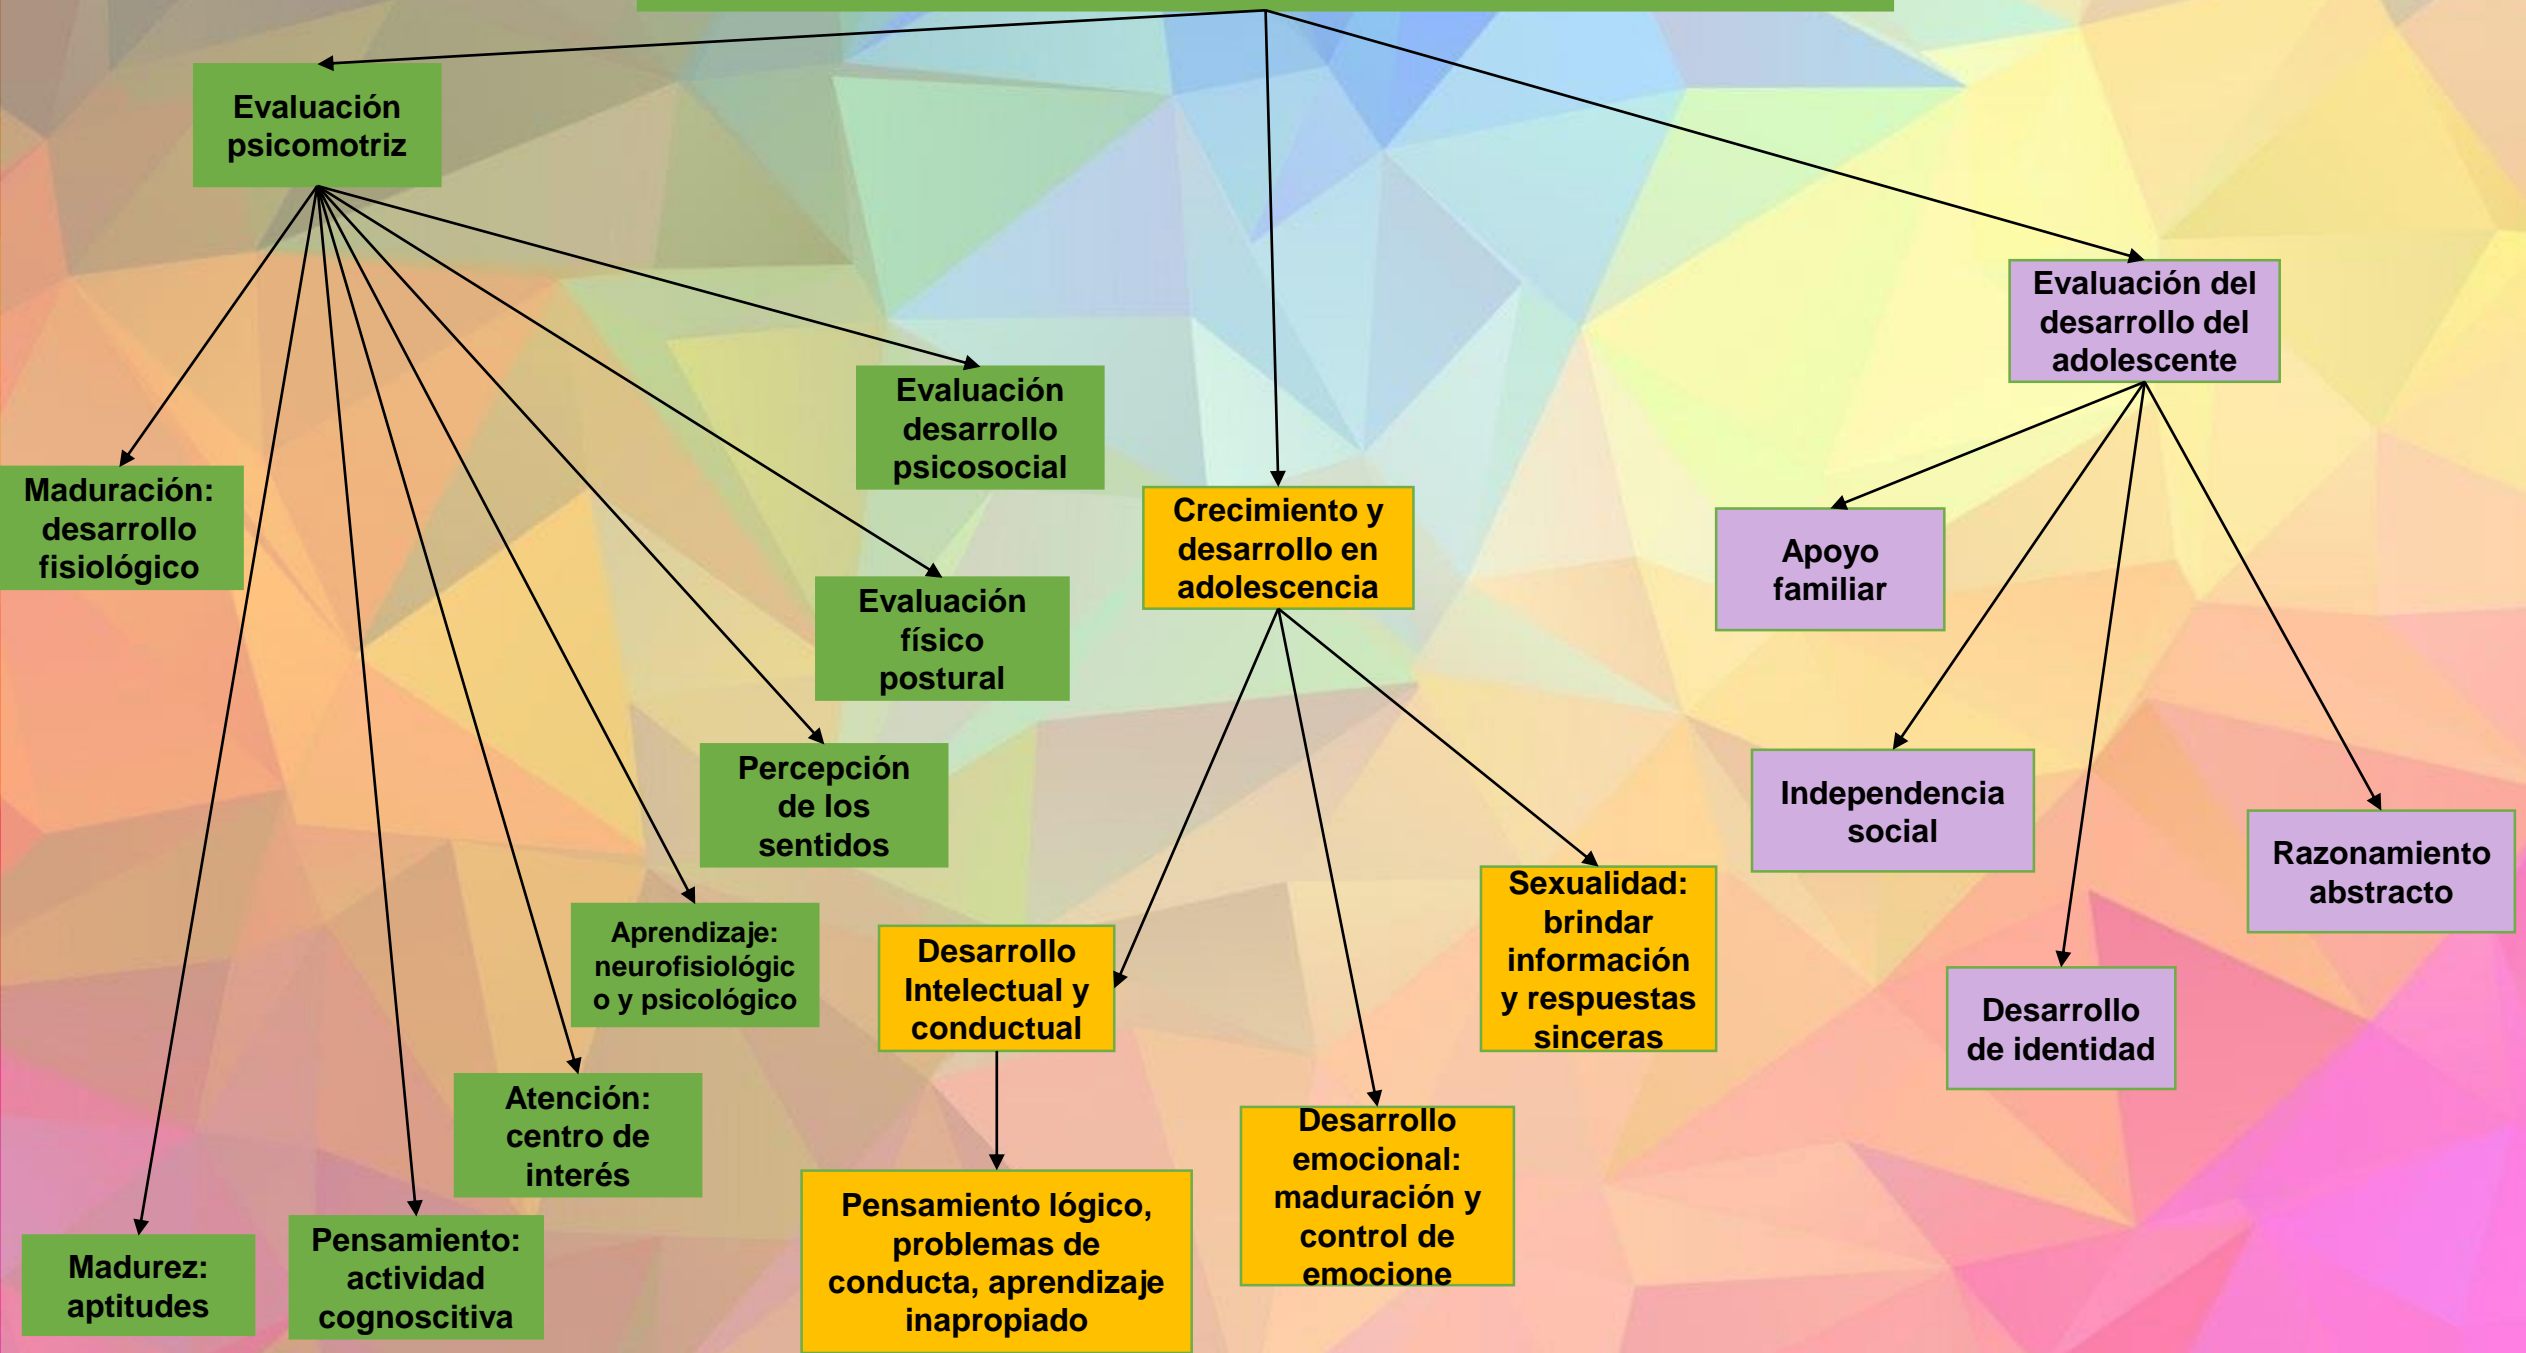 Evaluación
psicomotriz
Maduración:
desarrollo
fisiológico
Madurez:
aptitudes
Pensamiento:
actividad
cognoscitiva
Atención:
centro de
interés
Aprendizaje:
neurofisiológic
o y psicológico
Percepción
de los
sentidos
Evaluación
físico
postural
Evaluación
desarrollo
psicosocial
Crecimiento y
desarrollo en
adolescencia
Desarrollo
Intelectual y
conductual
Pensamiento lógico,
problemas de
conducta, aprendizaje
inapropiado
Desarrollo
emocional:
maduración y
control de
emocione
Sexualidad:
brindar
información
y respuestas
sinceras
Evaluación del
desarrollo del
adolescente
Apoyo
familiar
Independencia
social
Desarrollo
de identidad
Razonamiento
abstracto